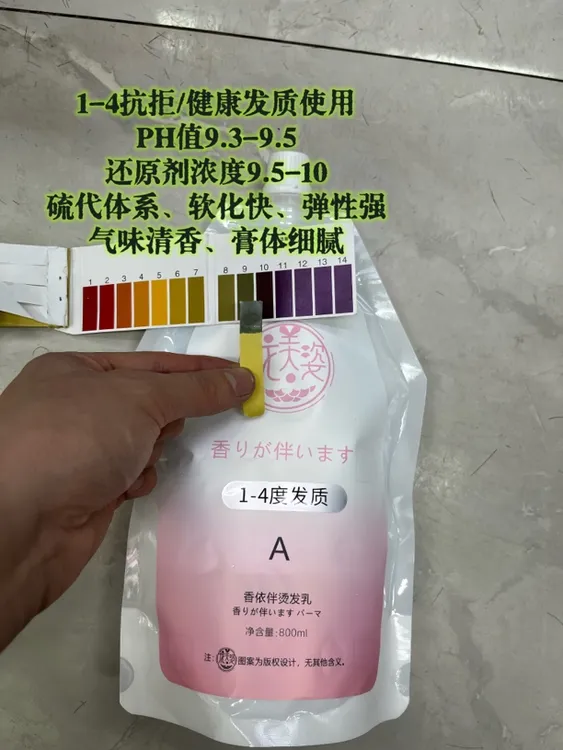 1-4抗拒/健康发质使用
PH值9.3-9.5
还原剂浓度9.5-10
硫代体系、软化快、弹性强
气味清香、膏体细腻
1 2 3 4 5 6 7 8 9 10 11 12 13 14
美姿
香りが伴います
1-4度发质
A
香依伴烫发乳
香りが伴います パーマ
净含量:800ml
注: 图案为版权设计，无其他含义。